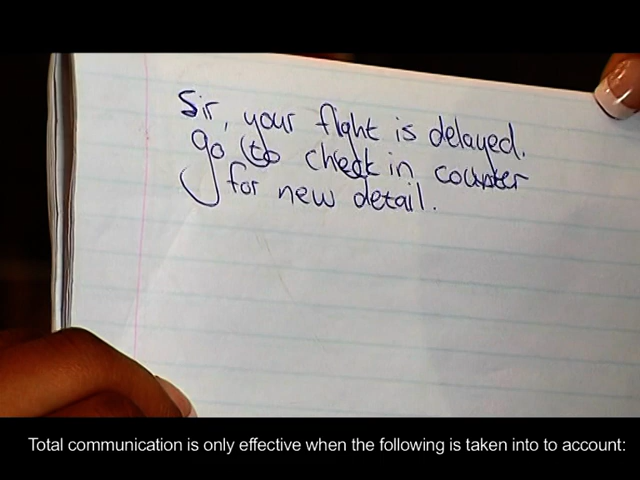 Sir, your flght is delayed.
go to check in counter
for new detail.
Total communication is only effective when the following is taken into to account: